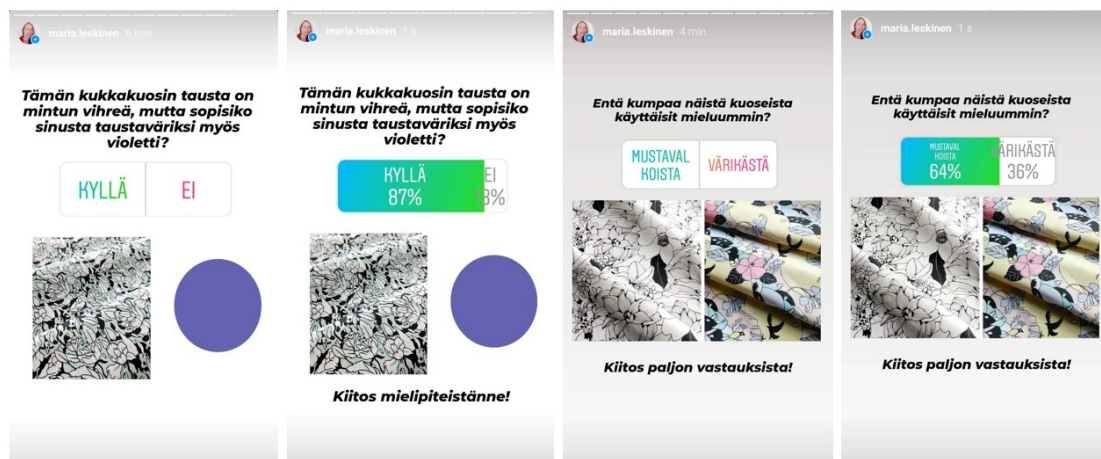 maria.leskinen 6 min
Tämän kukkakuosin tausta on
mintun vihreä, mutta sopisiko
sinusta taustaväriksi myös
violetti?
KYLLÄ
EI
maria.leskinen 1 s
Tämän kukkakuosin tausta on
mintun vihreä, mutta sopisiko
sinusta taustaväriksi myös
violetti?
KYLLÄ
87%
EI
13%
Kiitos mielipiteistänne!
maria.leskinen 4 min
Entä kumpaa näistä kuoseista
käyttäisit mieluummin?
MUSTAVAL
KOISTA
VÄRIKÄSTÄ
Kiitos paljon vastauksista!
maria.leskinen 1 s
Entä kumpaa näistä kuoseista
käyttäisit mieluummin?
MUSTAVAL
KOISTA
64%
VÄRIKÄSTÄ
36%
Kiitos paljon vastauksista!